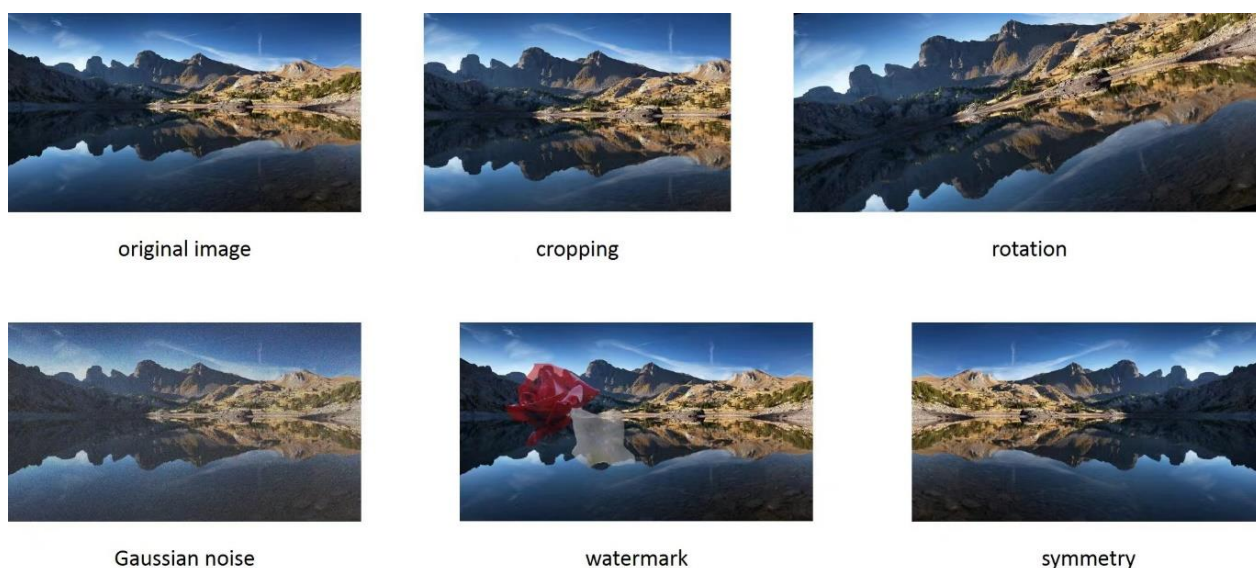 original image
cropping
rotation
Gaussian noise
watermark
symmetry